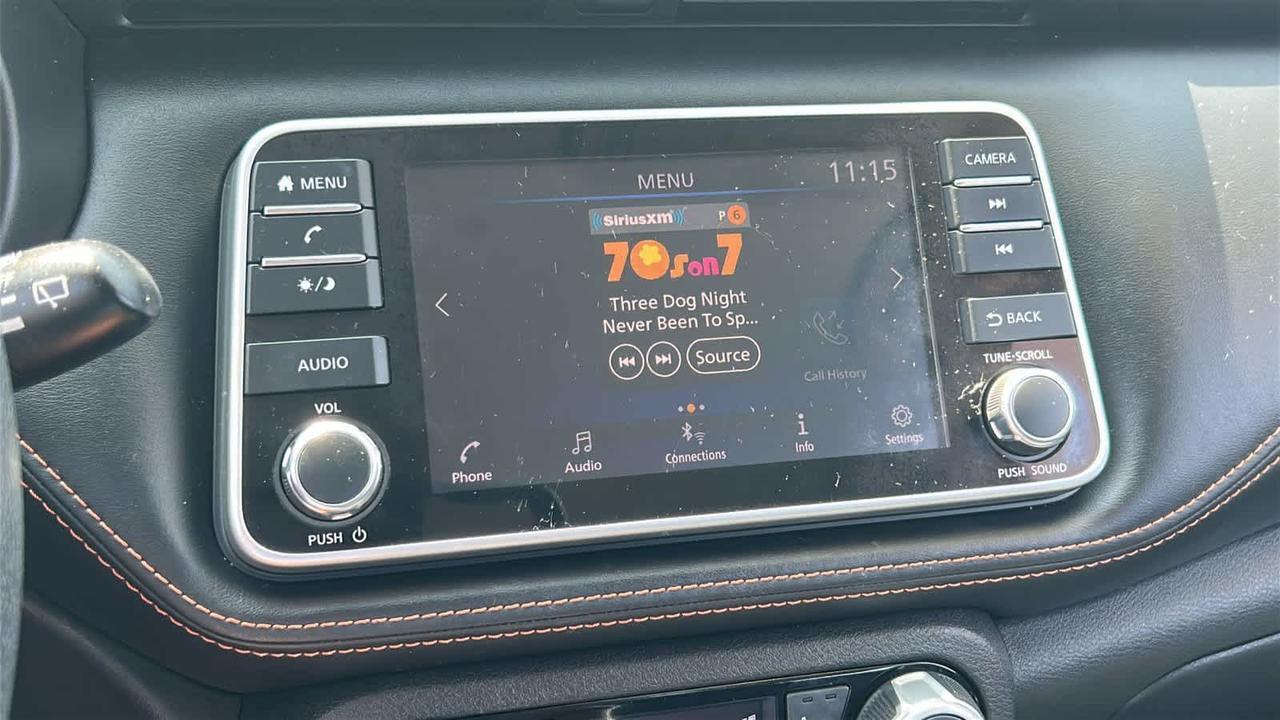 MENU
AUDIO
VOL
PUSH
MENU
11:15
SiriusXM
P 6
70s on 7
Three Dog Night
Never Been To Sp...
Source
Call History
Phone
Audio
Connections
Info
Settings
CAMERA
BACK
TUNE·SCROLL
PUSH SOUND